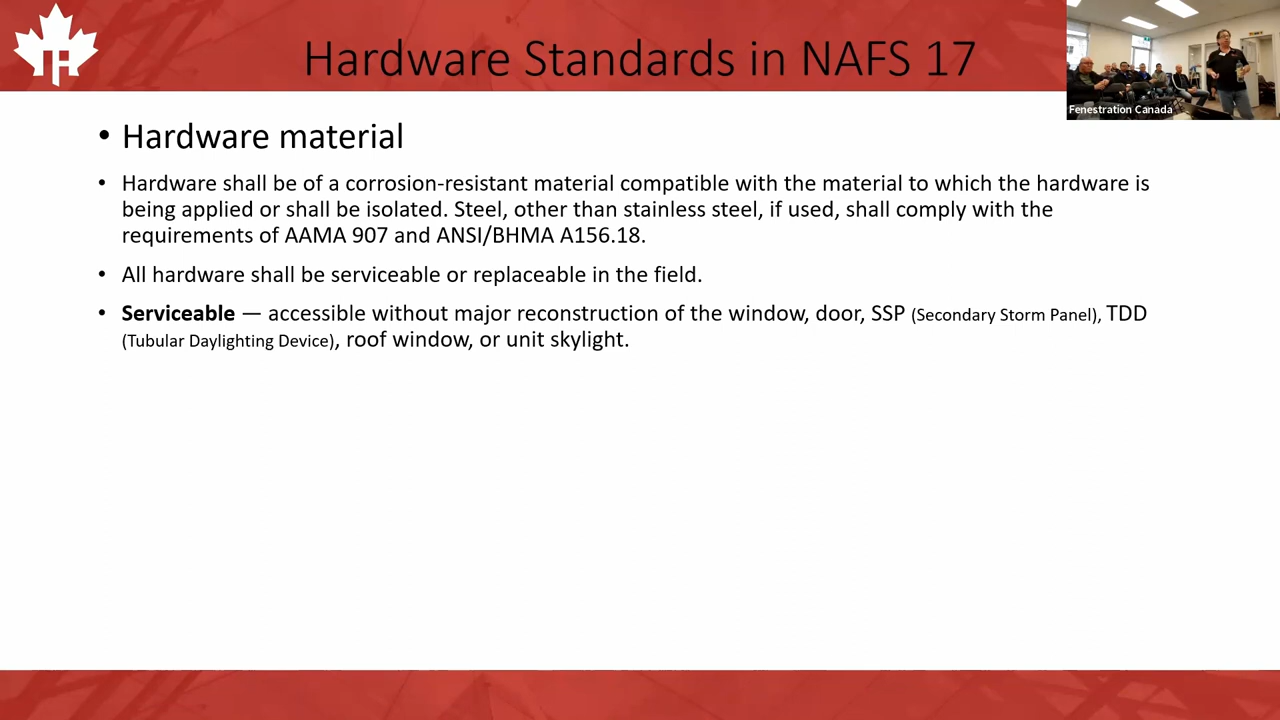 Hardware Standards in NAFS 17
Fenestration Canada
• Hardware material
• Hardware shall be of a corrosion-resistant material compatible with the material to which the hardware is
being applied or shall be isolated. Steel, other than stainless steel, if used, shall comply with the
requirements of AAMA 907 and ANSI/BHMA A156.18.
• All hardware shall be serviceable or replaceable in the field.
• Serviceable — accessible without major reconstruction of the window, door, SSP (Secondary Storm Panel), TDD
(Tubular Daylighting Device), roof window, or unit skylight.